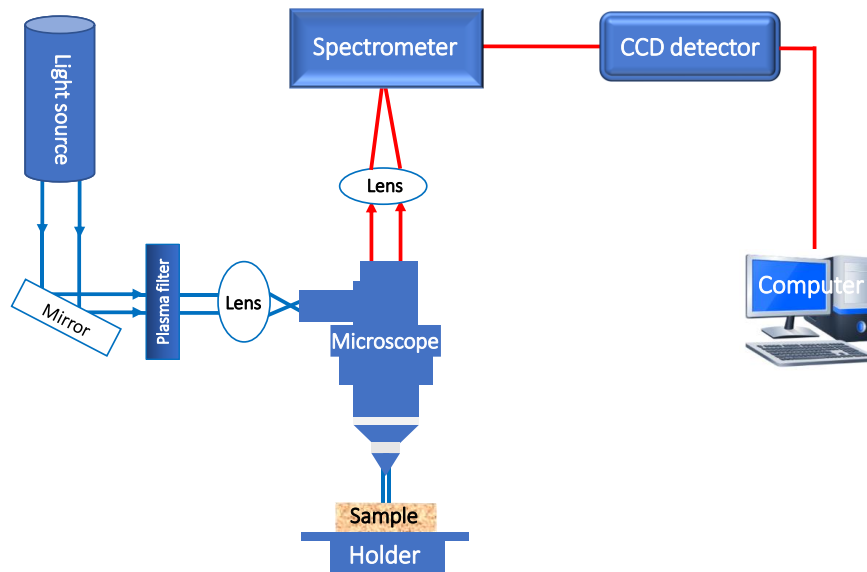 Light source
Spectrometer
CCD detector
Lens
Mirror
Plasma filter
Lens
Microscope
Computer
Sample
Holder